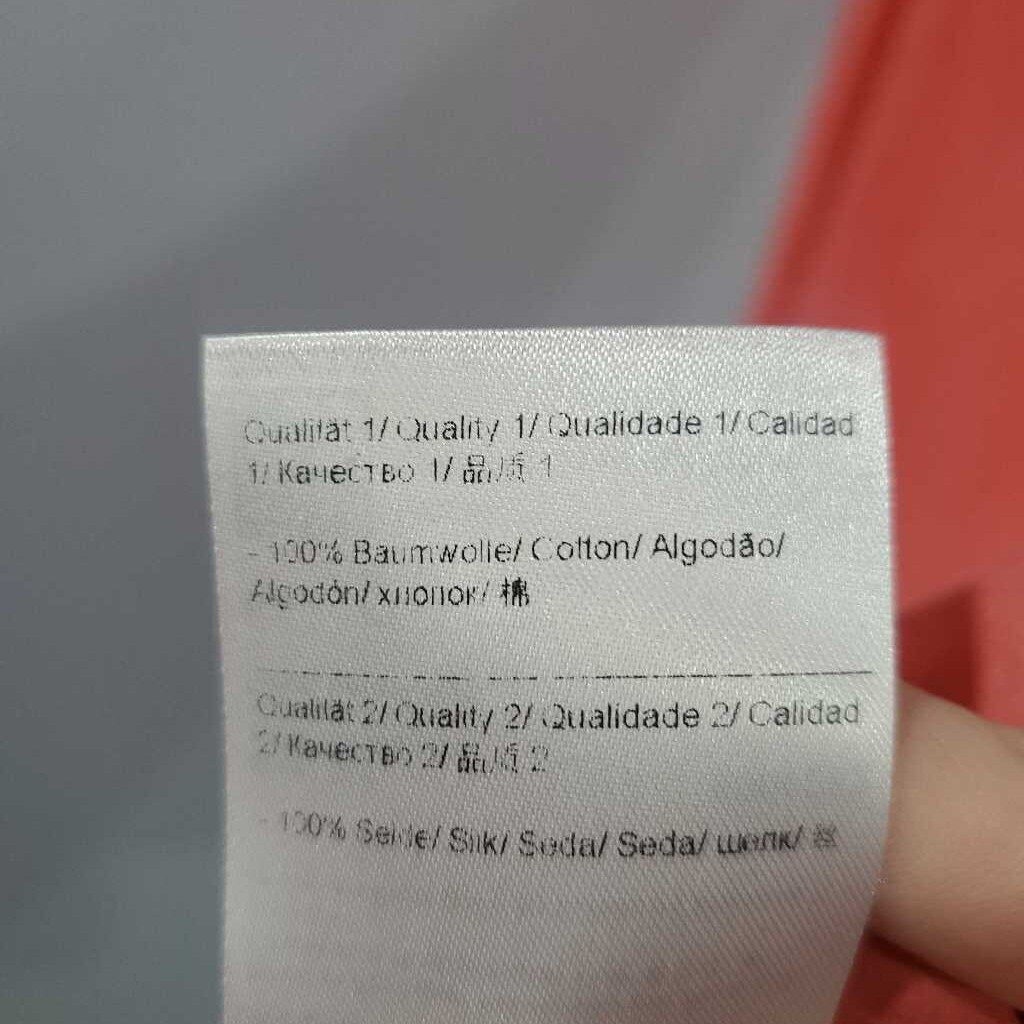 Qualität 1/ Quality 1/ Qualidade 1/ Calidad
1/ Качество 1/ 品质 1
- 100% Baumwolle/ Cotton/ Algodão/
Algodón/ хлопок/ 棉
Qualität 2/ Quality 2/ Qualidade 2/ Calidad
2/ Качество 2/ 品质 2
- 100% Seide/ Silk/ Seda/ Seda/ шелк/